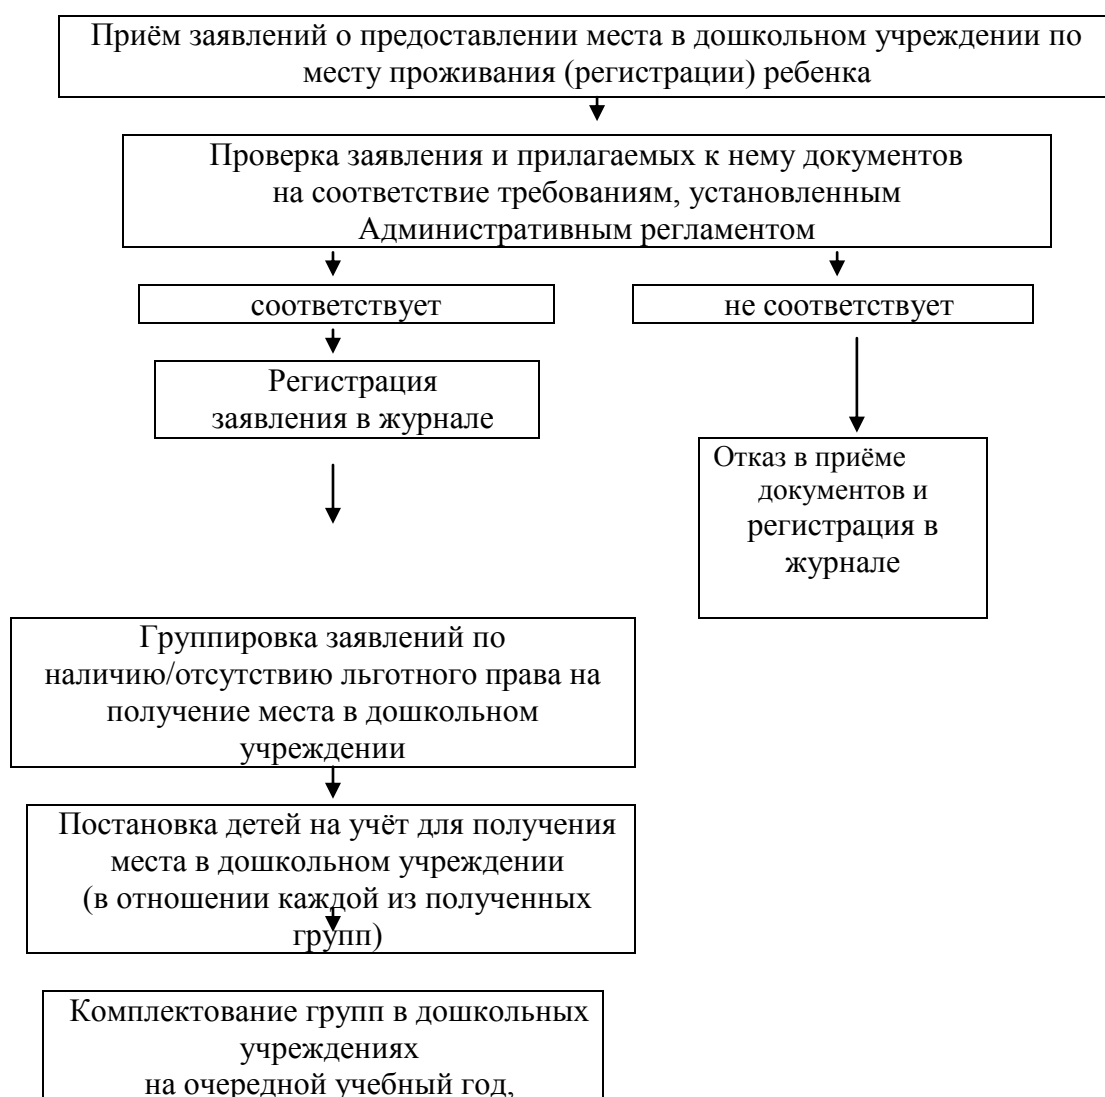 Приём заявлений о предоставлении места в дошкольном учреждении по
месту проживания (регистрации) ребенка
Проверка заявления и прилагаемых к нему документов
на соответствие требованиям, установленным
Административным регламентом
соответствует
не соответствует
Регистрация
заявления в журнале
Отказ в приёме
документов и
регистрация в
журнале
Группировка заявлений по
наличию/отсутствию льготного права на
получение места в дошкольном
учреждении
Постановка детей на учёт для получения
места в дошкольном учреждении
(в отношении каждой из полученных
групп)
Комплектование групп в дошкольных
учреждениях
на очередной учебный год,